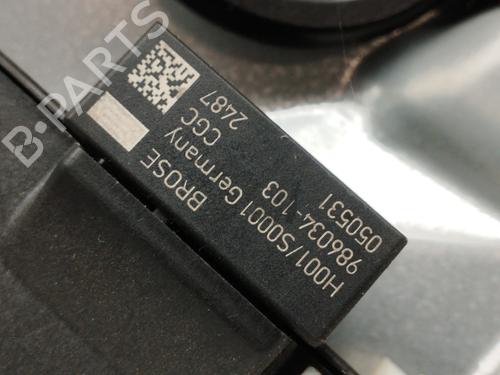 B-PARTS
2487
CGC
BROSE
H001/S0001 Germany
986034-103
050531